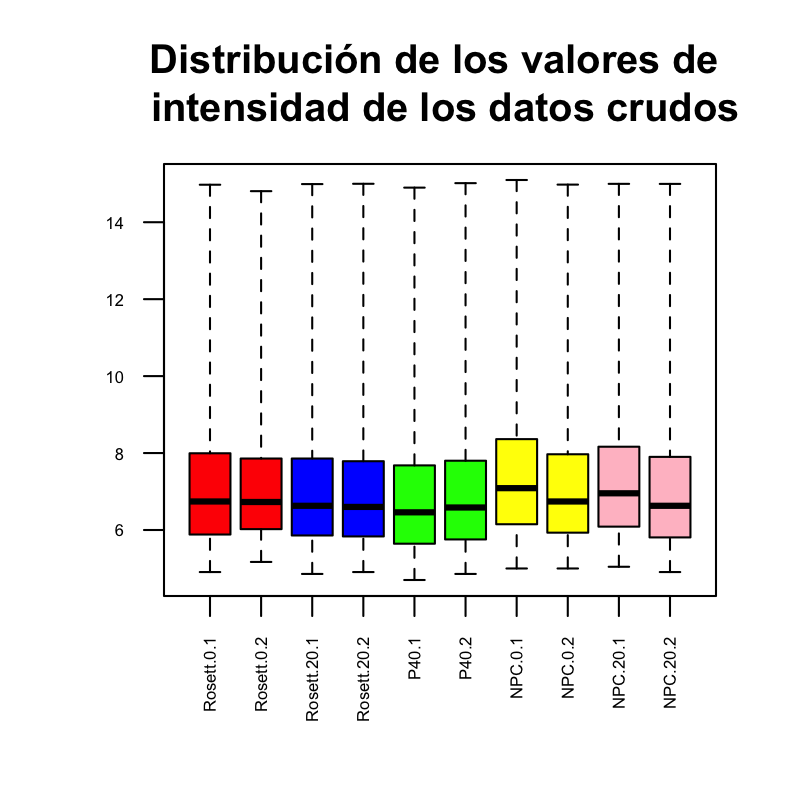 Distribución de los valores de
intensidad de los datos crudos
14
12
10
8
6
Rosett.0.1
Rosett.0.2
Rosett.20.1
Rosett.20.2
P40.1
P40.2
NPC.0.1
NPC.0.2
NPC.20.1
NPC.20.2